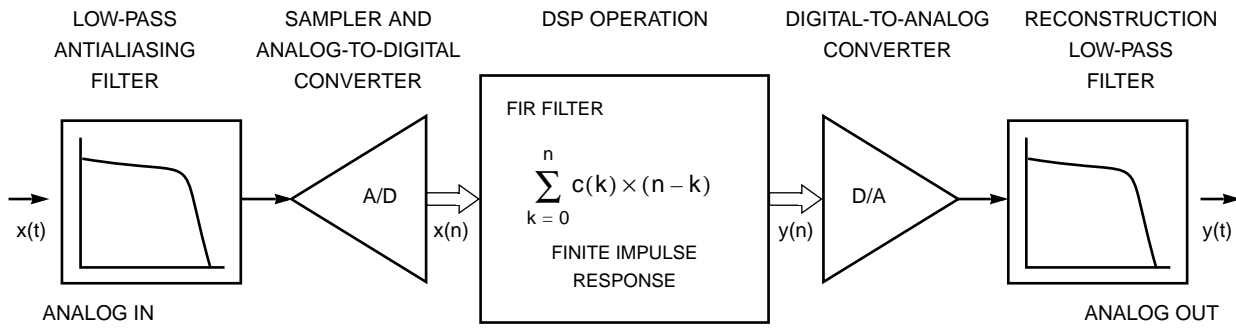 LOW-PASS
ANTIALIASING
FILTER
SAMPLER AND
ANALOG-TO-DIGITAL
CONVERTER
DSP OPERATION
DIGITAL-TO-ANALOG
CONVERTER
RECONSTRUCTION
LOW-PASS
FILTER
x(t)
ANALOG IN
A/D
x(n)
FIR FILTER
n
∑ c(k) × (n – k)
k = 0
FINITE IMPULSE
RESPONSE
y(n)
D/A
y(t)
ANALOG OUT